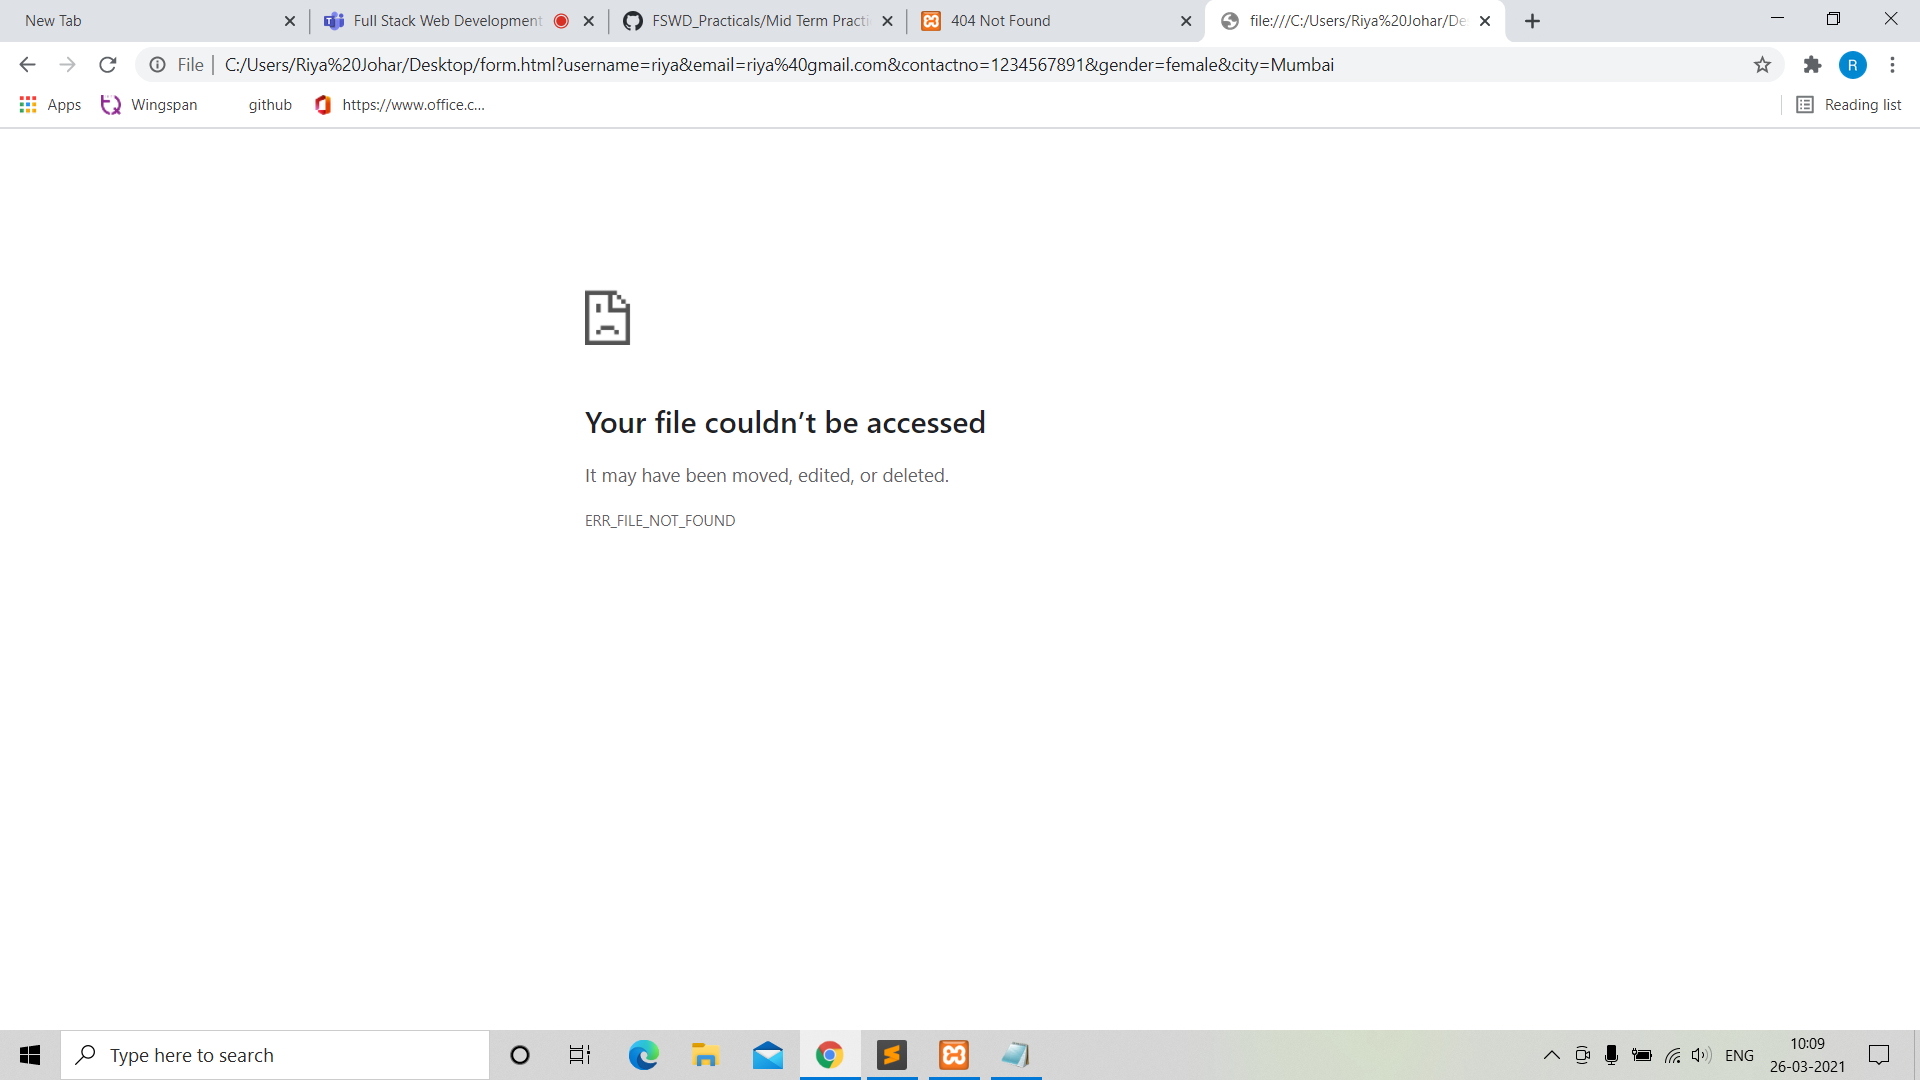 New Tab
Full Stack Web Development
FSWD_Practicals/Mid Term Practi
404 Not Found
file:///C:/Users/Riya%20Johar/De
File | C:/Users/Riya%20Johar/Desktop/form.html?username=riya&email=riya%40gmail.com&contactno=1234567891&gender=female&city=Mumbai
R
Apps
Wingspan
github
https://www.office.c...
Reading list
Your file couldn’t be accessed
It may have been moved, edited, or deleted.
ERR_FILE_NOT_FOUND
Type here to search
ENG
10:09
26-03-2021